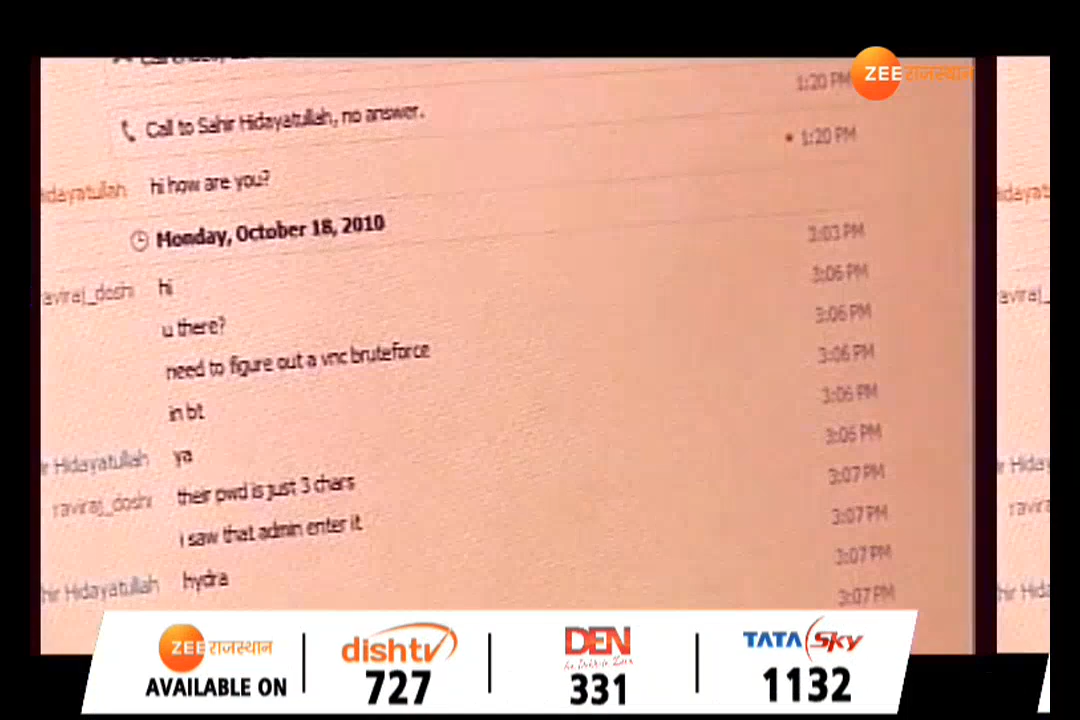 ZEE राजस्थान
1:20 PM
Call to Sahir Hidayatullah, no answer.
1:20 PM
Hidayatullah hi how are you?
Monday, October 18, 2010
3:03 PM
raviraj_doshi hi
3:06 PM
u there?
3:06 PM
need to figure out a vnc bruteforce
3:06 PM
in bt
3:06 PM
Hidayatullah ya
3:06 PM
raviraj_doshi their pwd is just 3 chars
3:07 PM
i saw that admin enter it
3:07 PM
hir Hidayatullah hydra
3:07 PM
3:07 PM
ZEE राजस्थान
AVAILABLE ON
dishtv
727
DEN
331
TATA Sky
1132